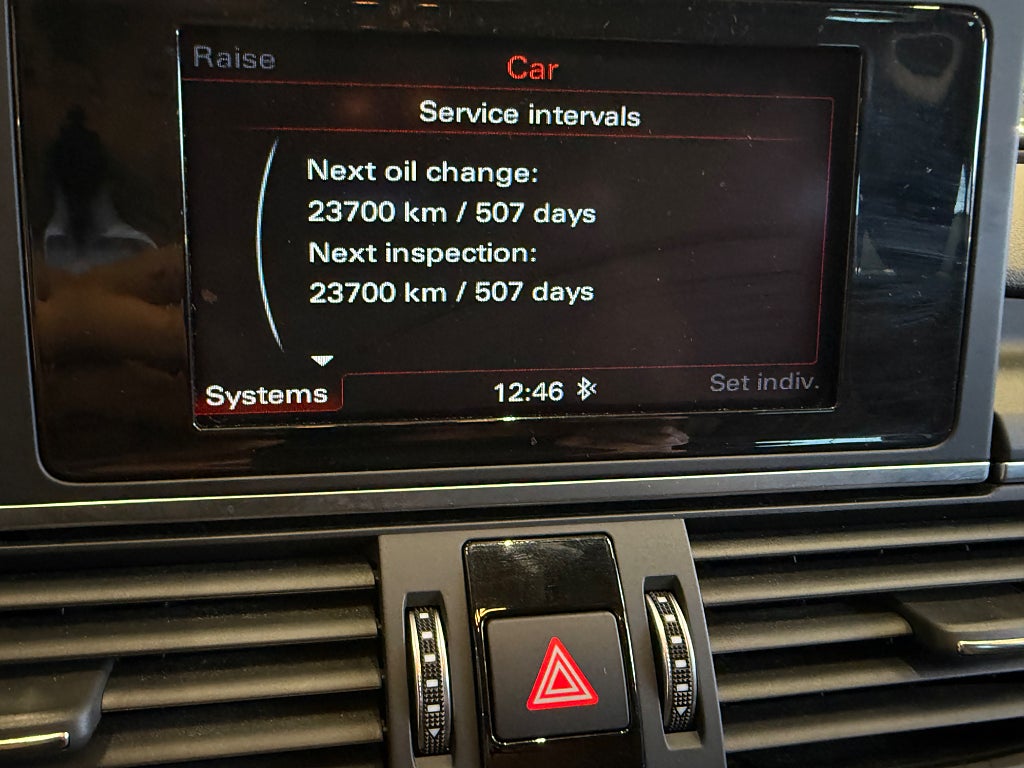 Raise
Car
Service intervals
Next oil change:
23700 km / 507 days
Next inspection:
23700 km / 507 days
Systems
12:46
Set indiv.